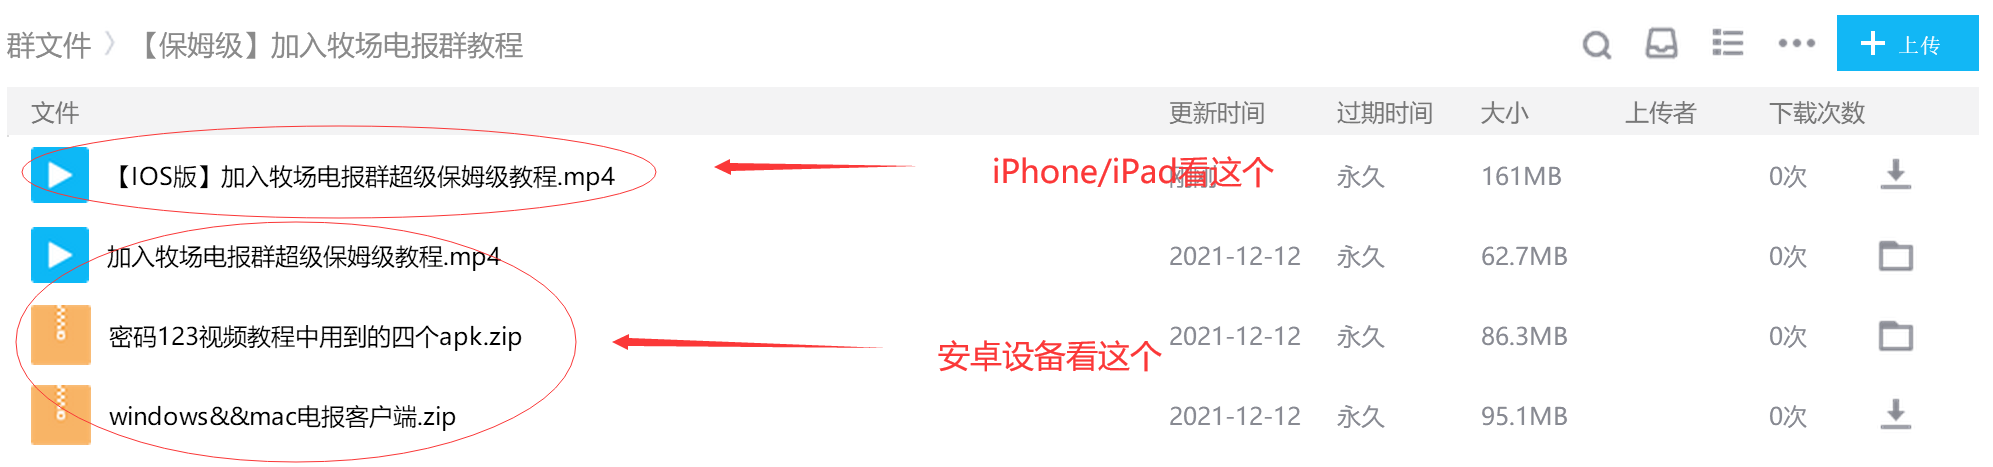 群文件 〉【保姆级】加入牧场电报群教程
上传
文件 更新时间 过期时间 大小 上传者 下载次数
【IOS版】加入牧场电报群超级保姆级教程.mp4 iPhone/iPad看这个 刚刚 永久 161MB 0次
加入牧场电报群超级保姆级教程.mp4 2021-12-12 永久 62.7MB 0次
密码123视频教程中用到的四个apk.zip 2021-12-12 永久 86.3MB 0次
安卓设备看这个
windows&&mac电报客户端.zip 2021-12-12 永久 95.1MB 0次